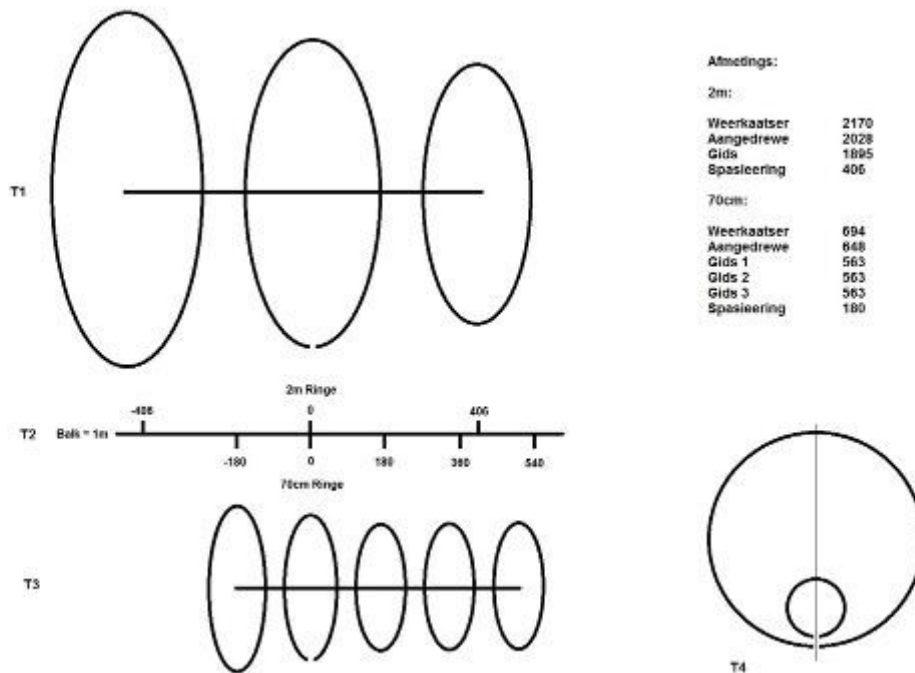 T1
Afmetings:
2m:
Weerkaatser 2170
Aangedrewe 2028
Gids 1895
Spasieering 406
70cm:
Weerkaatser 694
Aangedrewe 648
Gids 1 563
Gids 2 563
Gids 3 563
Spasieering 180
2m Ringe
-406 0 406
T2 Balk = 1m
-180 0 180 360 540
70cm Ringe
T3
T4